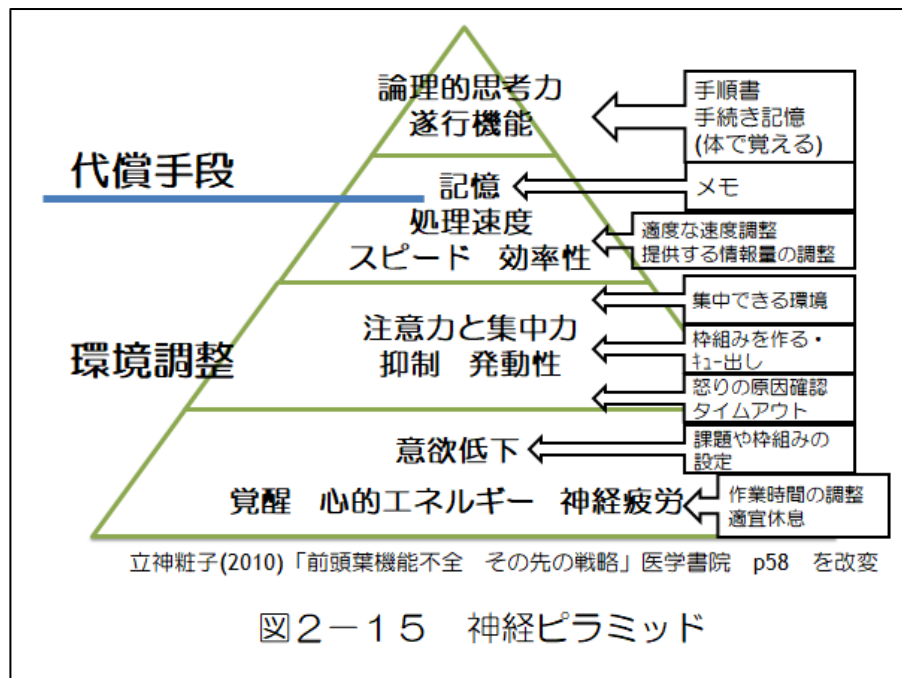 論理的思考力
遂行機能
手順書
手続き記憶
(体で覚える)
代償手段
記憶
メモ
処理速度
スピード 効率性
適度な速度調整
提供する情報量の調整
集中できる環境
環境調整
注意力と集中力
抑制 発動性
枠組みを作る・
ｷｭｰ出し
怒りの原因確認
タイムアウト
意欲低下
課題や枠組みの
設定
覚醒 心的エネルギー 神経疲労
作業時間の調整
適宜休息
立神粧子(2010)「前頭葉機能不全 その先の戦略」医学書院 p58 を改変
図２－１５ 神経ピラミッド